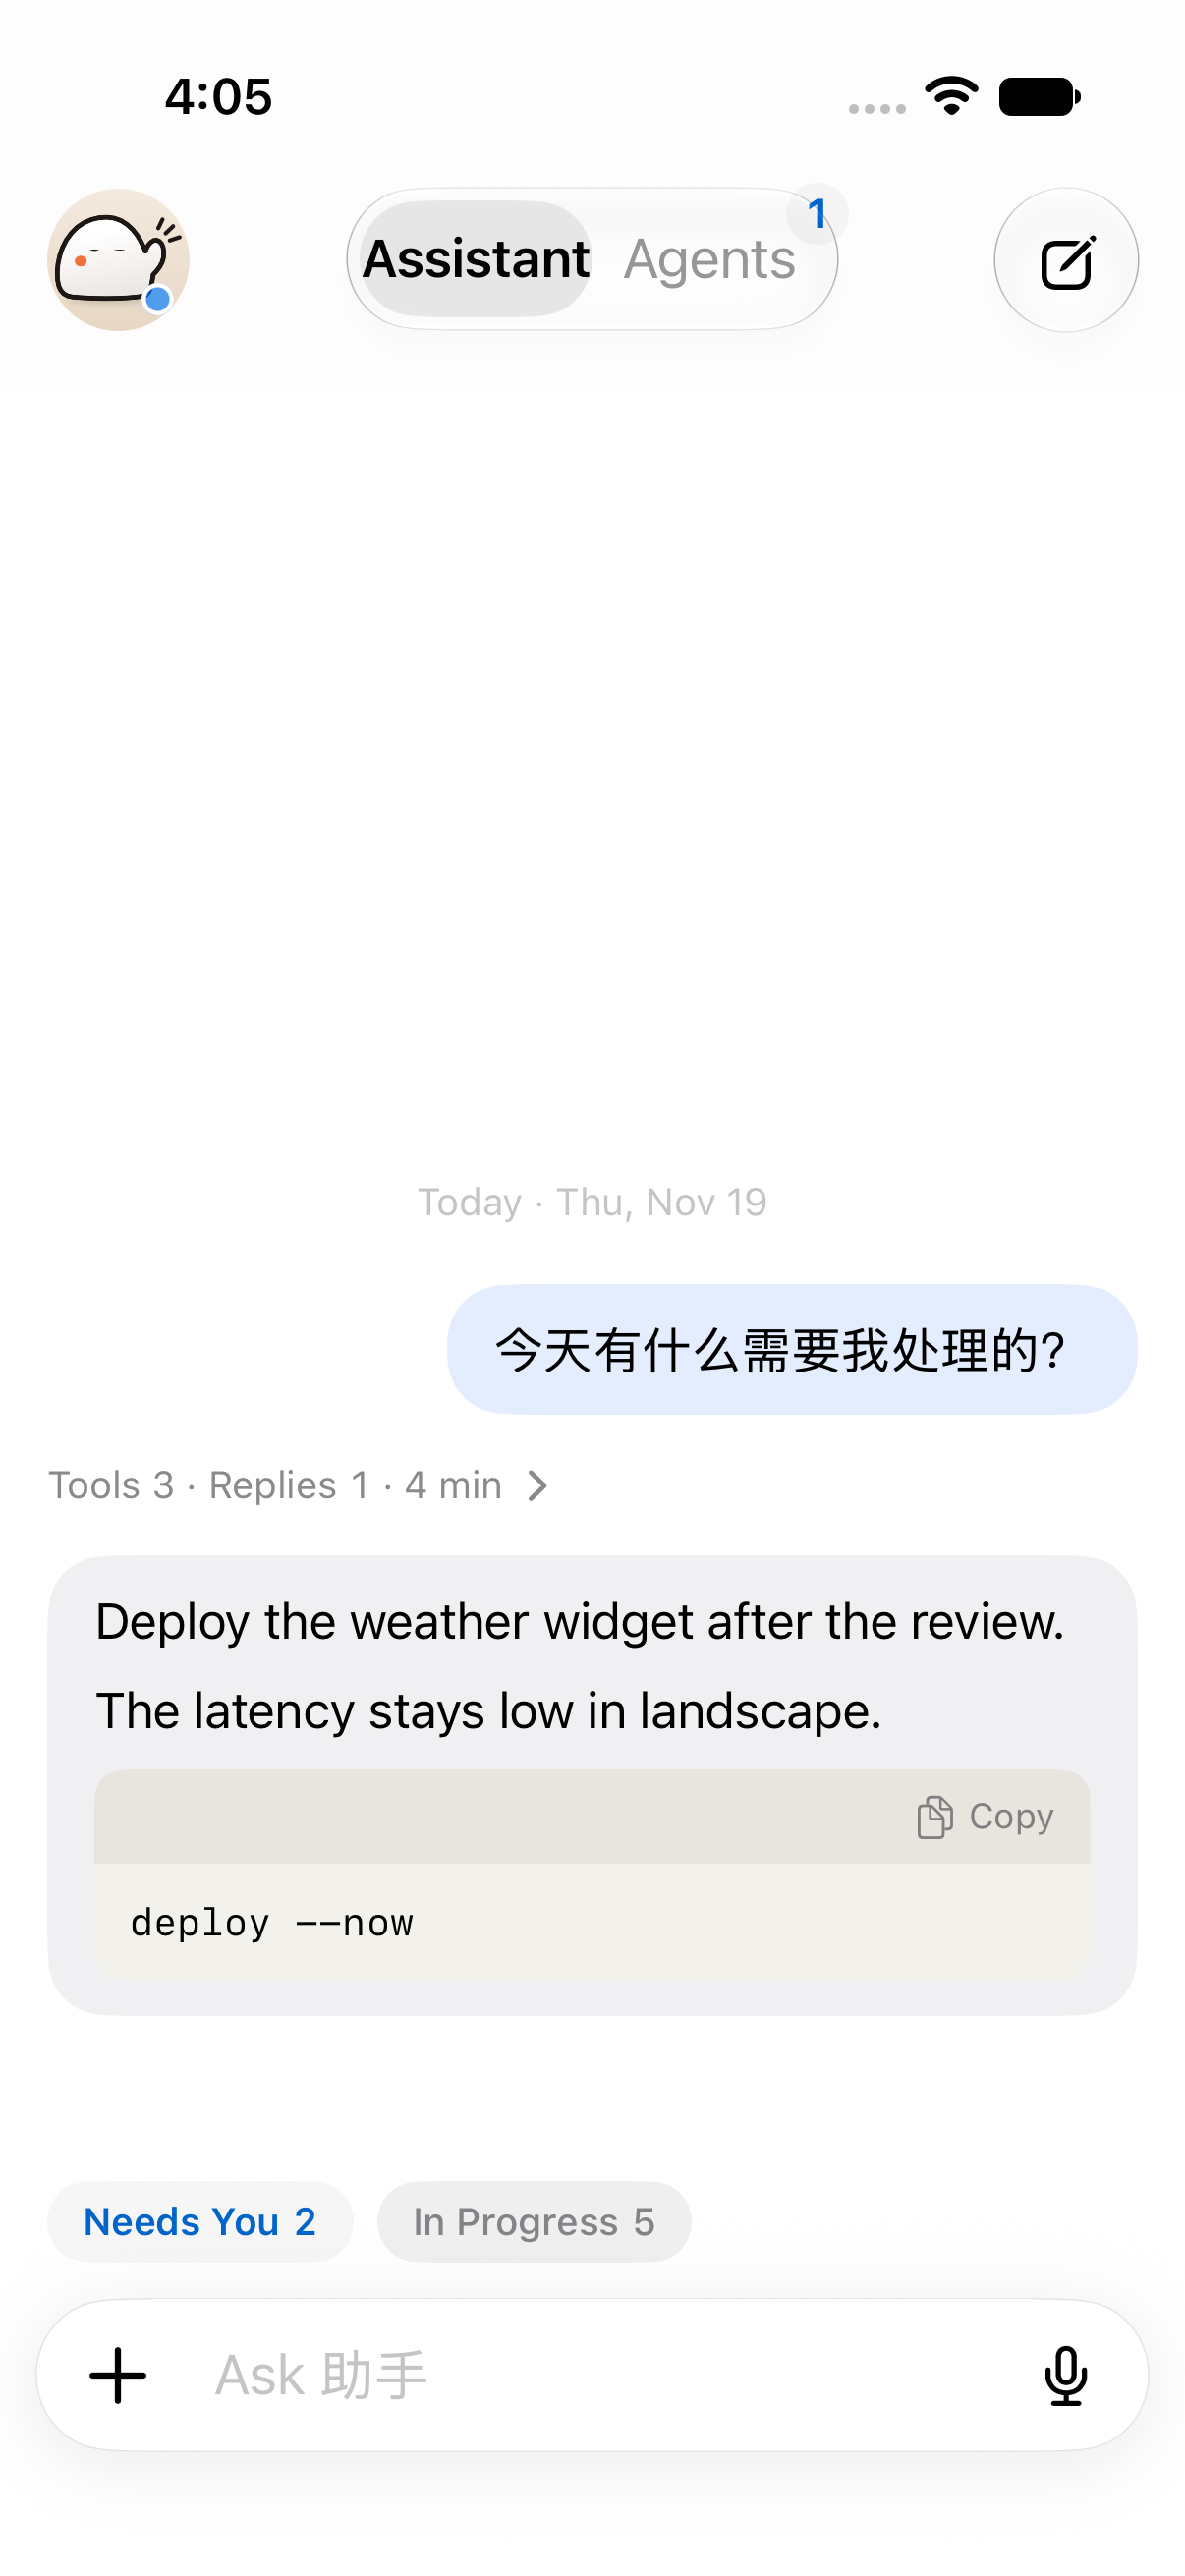 4:05
Assistant
Agents
1
Today · Thu, Nov 19
今天有什么需要我处理的?
Tools 3 · Replies 1 · 4 min
Deploy the weather widget after the review.
The latency stays low in landscape.
Copy
deploy --now
Needs You 2
In Progress 5
Ask 助手